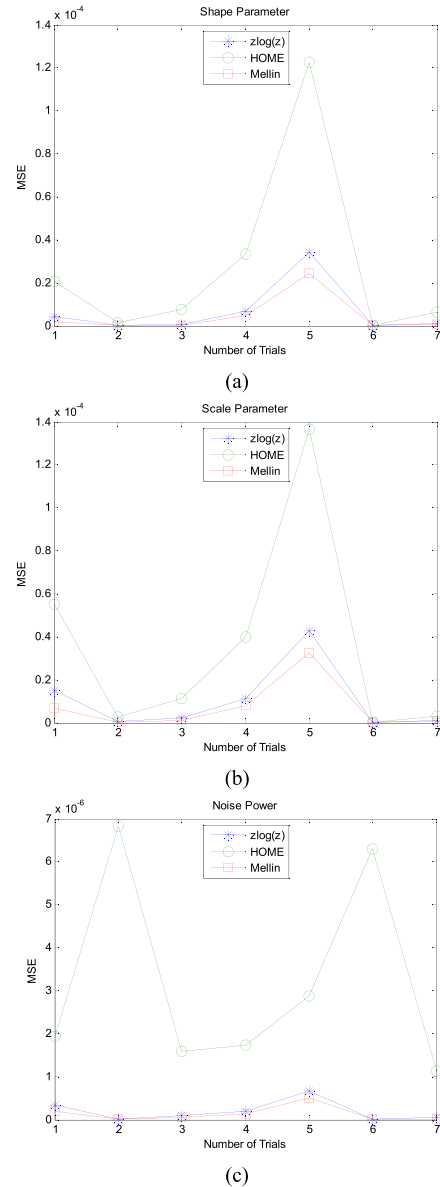 Shape Parameter
x 10^-4
1.4
1.2
1
0.8
0.6
0.4
0.2
0
MSE
zlog(z)
HOME
Mellin
1 2 3 4 5 6 7
Number of Trials
(a)
Scale Parameter
x 10^-4
1.4
1.2
1
0.8
0.6
0.4
0.2
0
MSE
zlog(z)
HOME
Mellin
1 2 3 4 5 6 7
Number of Trials
(b)
Noise Power
x 10^-6
7
6
5
4
3
2
1
0
MSE
zlog(z)
HOME
Mellin
1 2 3 4 5 6 7
Number of Trials
(c)